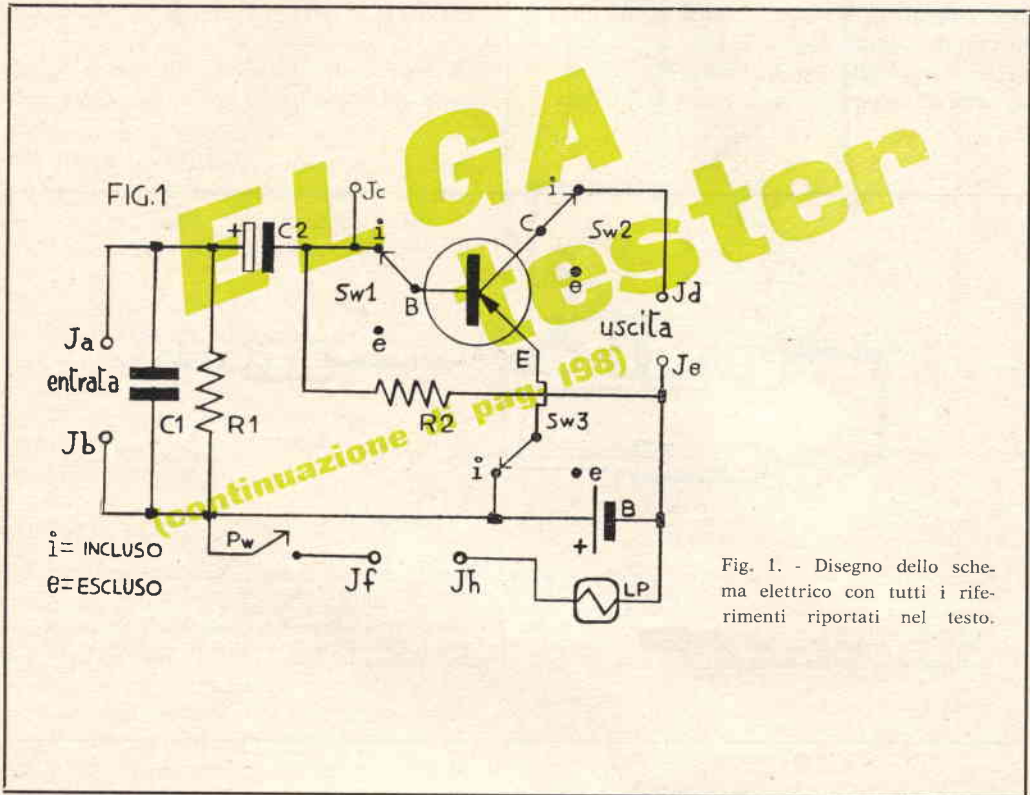 ELGA
tester
(continuazione di pag. 198)
FIG.1
Jc
i
C
i
Sw2
+
C2
i
Sw1
B
e
Jd
uscita
Ja
entrata
e
E
Je
C1
R1
R2
Sw3
Jb
i
e
B
+
Pw
Jf
Jh
LP
i= INCLUSO
e=ESCLUSO
Fig. 1. - Disegno dello sche-
ma elettrico con tutti i rife-
rimenti riportati nel testo.